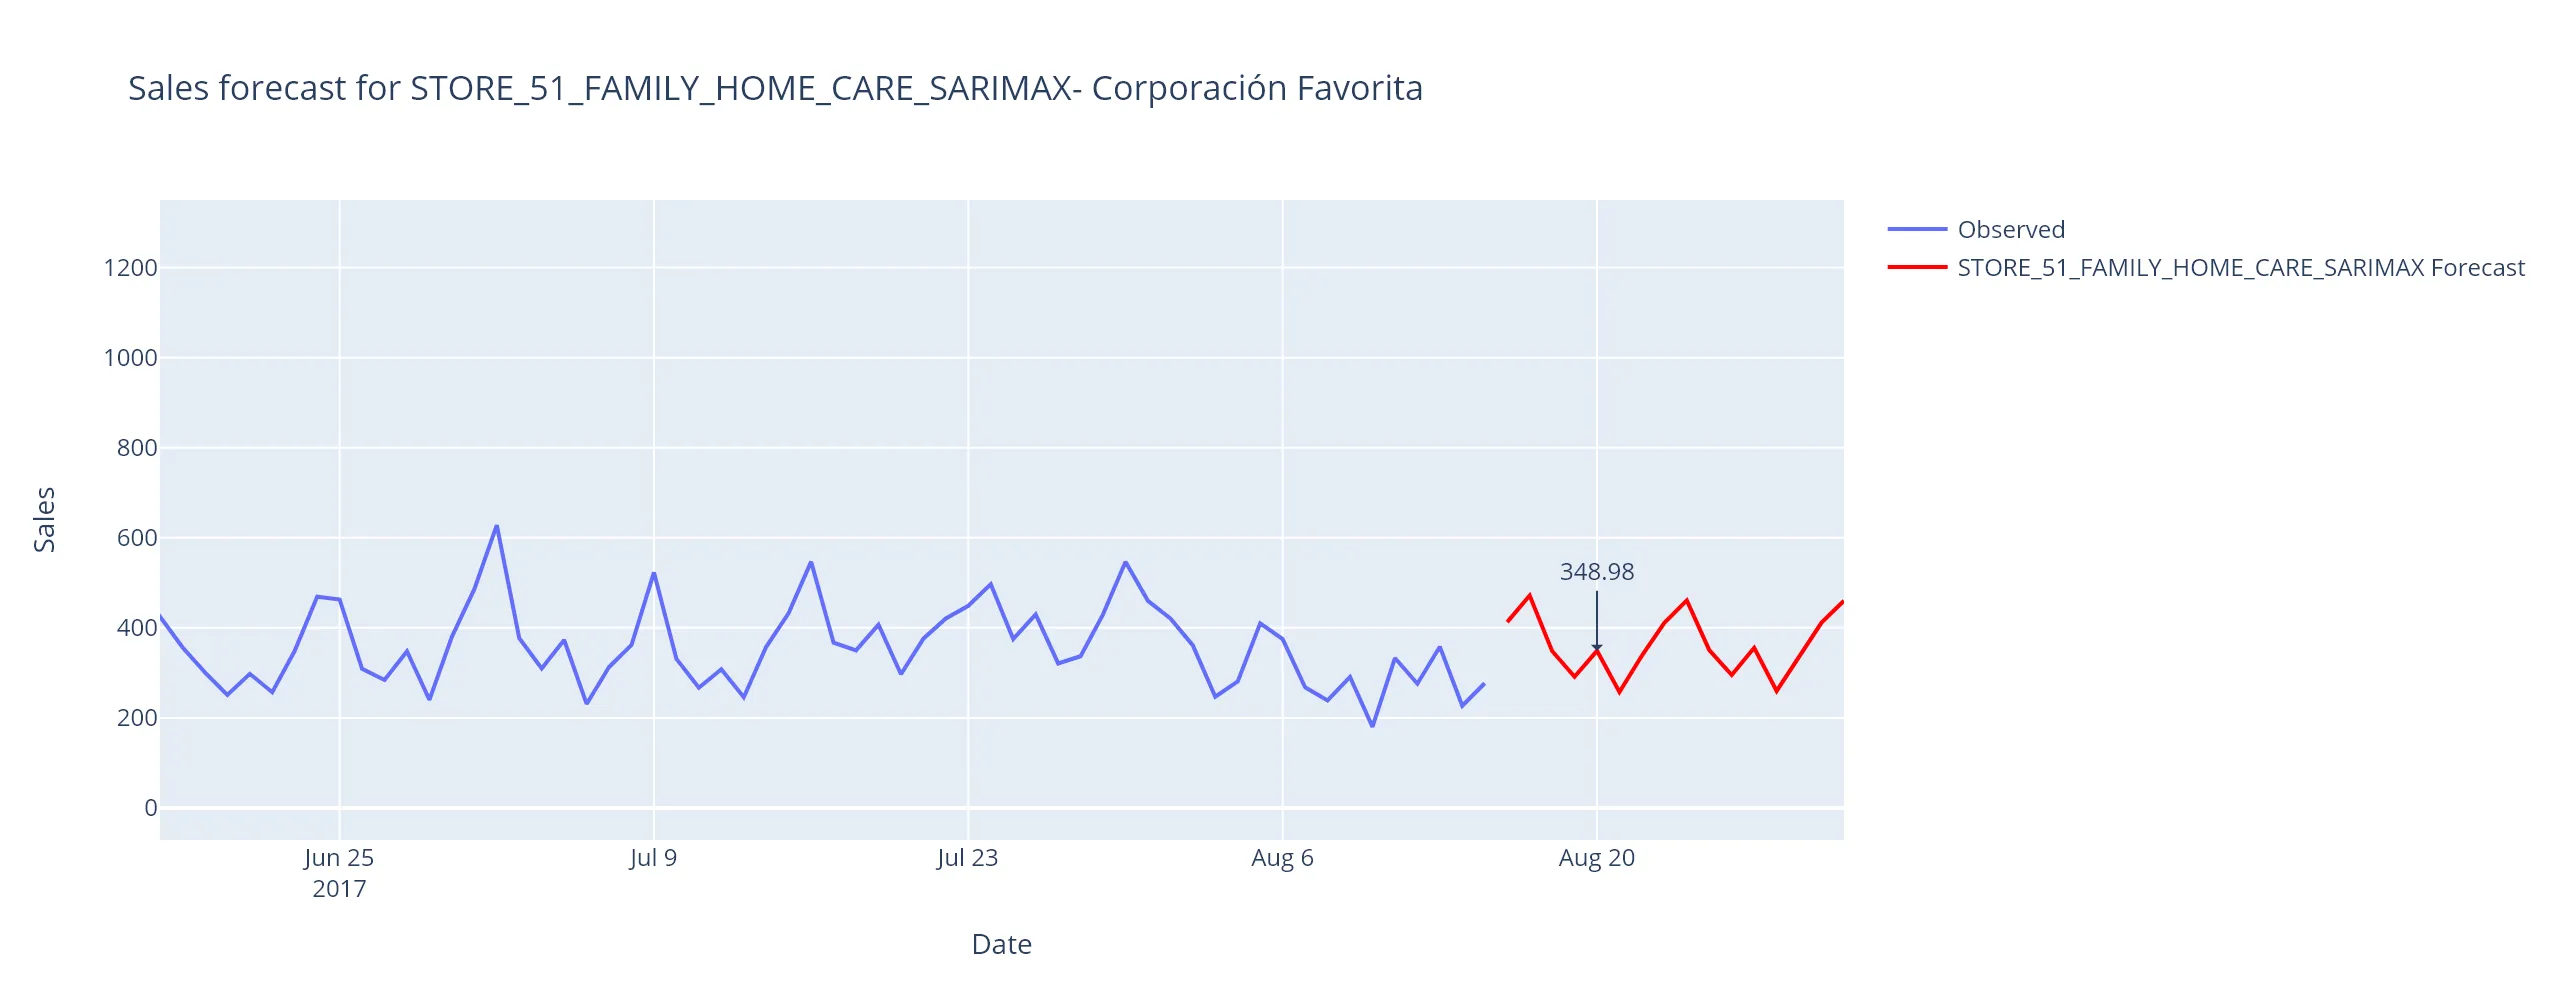 Sales forecast for STORE_51_FAMILY_HOME_CARE_SARIMAX- Corporación Favorita
Observed
STORE_51_FAMILY_HOME_CARE_SARIMAX Forecast
1200
1000
800
600
400
200
0
Sales
348.98
Jun 25
2017
Jul 9
Jul 23
Aug 6
Aug 20
Date